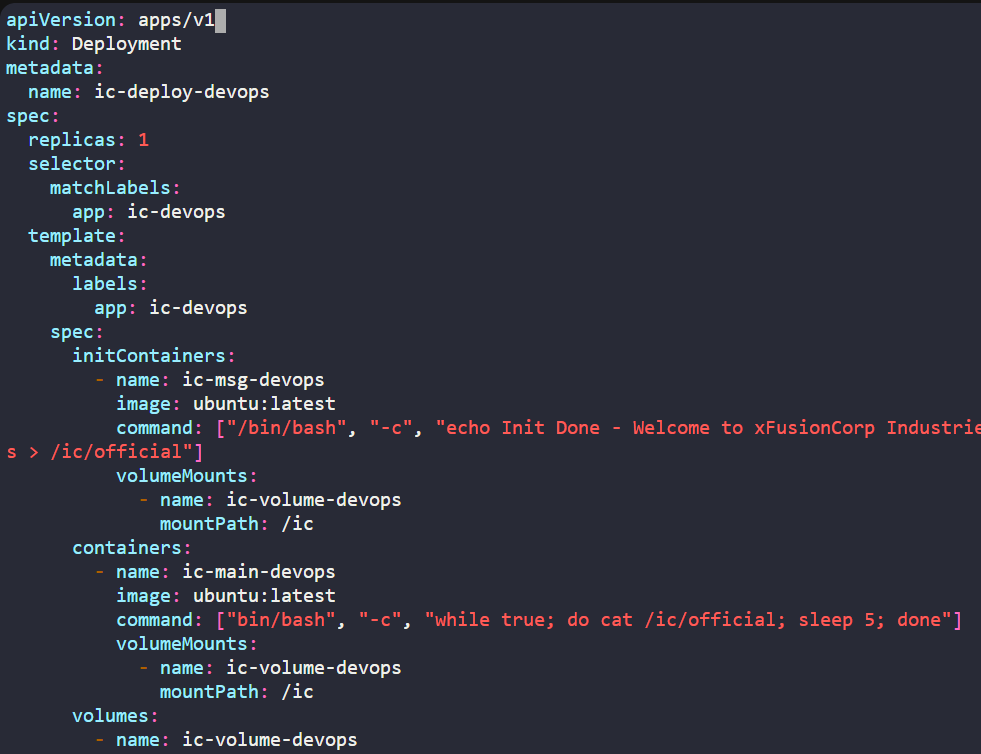 apiVersion: apps/v1
kind: Deployment
metadata:
  name: ic-deploy-devops
spec:
  replicas: 1
  selector:
    matchLabels:
      app: ic-devops
  template:
    metadata:
      labels:
        app: ic-devops
    spec:
      initContainers:
        - name: ic-msg-devops
          image: ubuntu:latest
          command: ["/bin/bash", "-c", "echo Init Done - Welcome to xFusionCorp Industrie
s > /ic/official"]
          volumeMounts:
            - name: ic-volume-devops
              mountPath: /ic
      containers:
        - name: ic-main-devops
          image: ubuntu:latest
          command: ["bin/bash", "-c", "while true; do cat /ic/official; sleep 5; done"]
          volumeMounts:
            - name: ic-volume-devops
              mountPath: /ic
      volumes:
        - name: ic-volume-devops